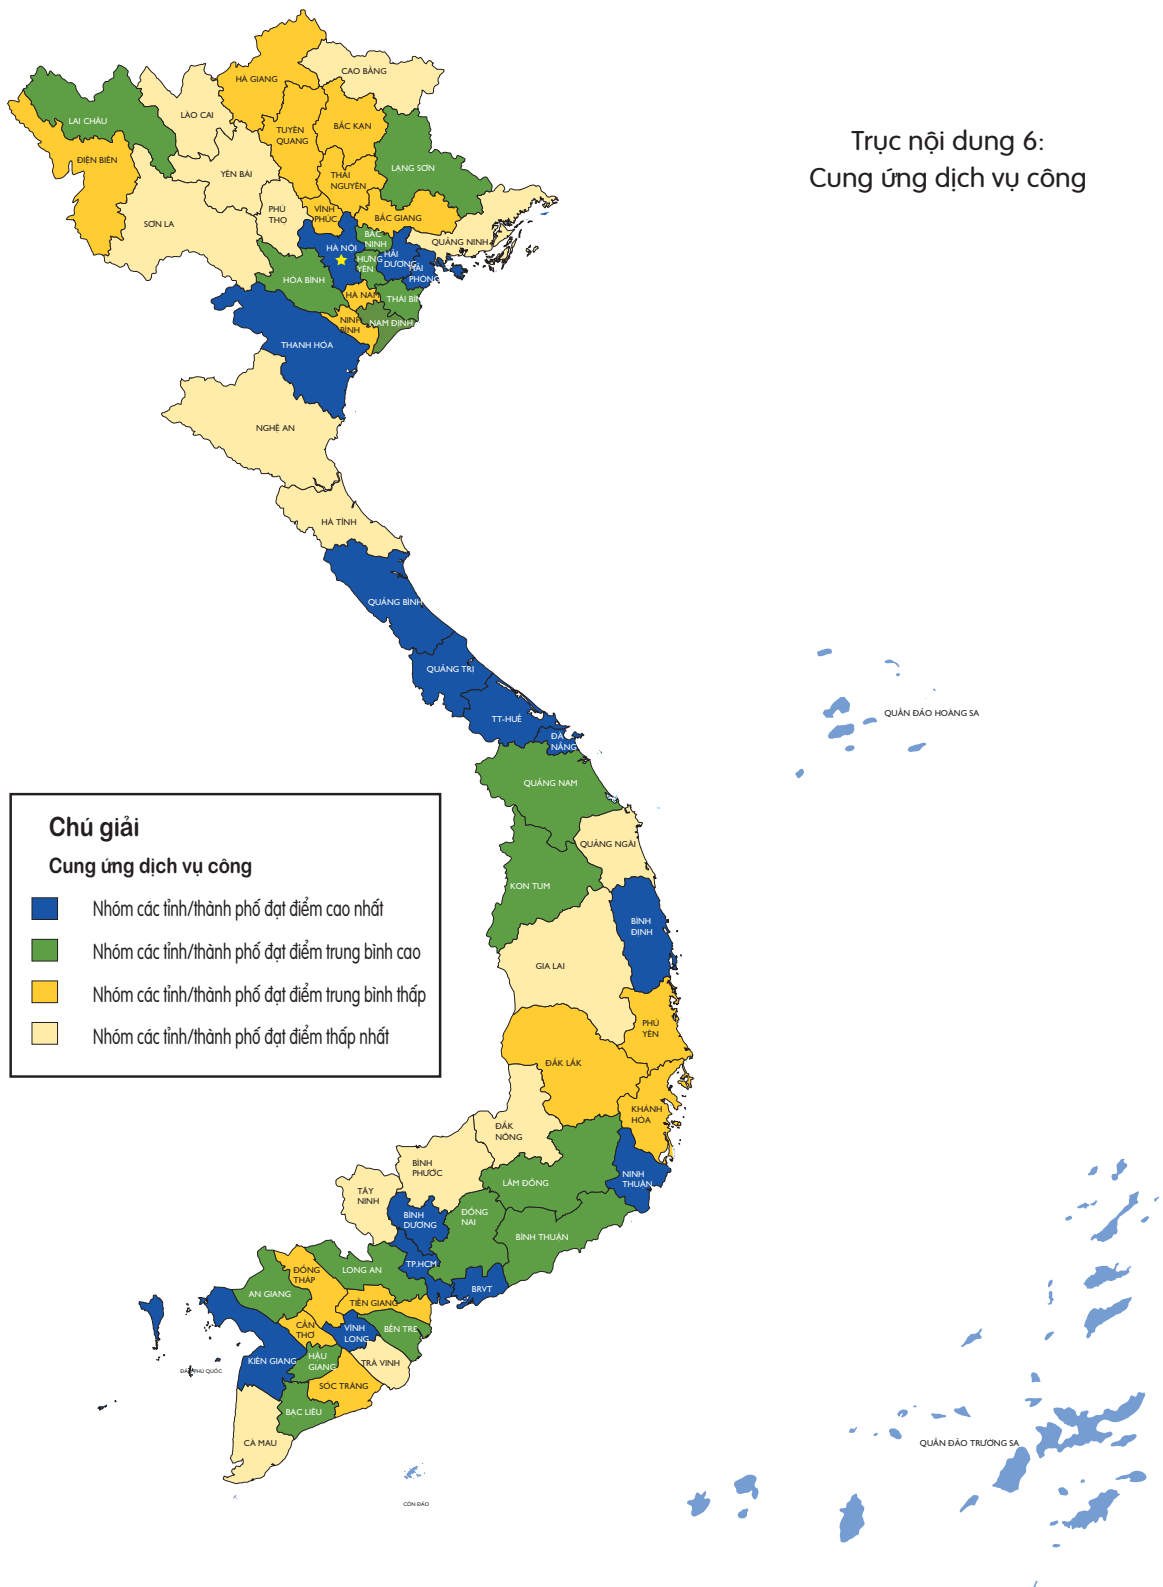 Trục nội dung 6:
Cung ứng dịch vụ công
HÀ GIANG
CAO BẰNG
LAI CHÂU
LÀO CAI
TUYÊN
QUANG
BẮC KẠN
ĐIỆN BIÊN
YÊN BÁI
THÁI
NGUYÊN
LẠNG SƠN
SƠN LA
PHÚ
THỌ
VĨNH
PHÚC
BẮC GIANG
QUẢNG NINH
HÀ NỘI
BẮC
NINH
HƯNG
YÊN
HẢI
DƯƠNG
HẢI
PHÒN
HÒA BÌNH
HÀ NAM
THÁI BÌN
NINH
BÌNH
NAM ĐỊNH
THANH HÓA
NGHỆ AN
HÀ TĨNH
QUẢNG BÌNH
QUẢNG TRỊ
TT-HUẾ
ĐÀ
NẴNG
QUẦN ĐẢO HOÀNG SA
QUẢNG NAM
QUẢNG NGÃI
KON TUM
BÌNH
ĐỊNH
GIA LAI
PHÚ
YÊN
ĐẮK LẮK
KHÁNH
HÒA
ĐẮK
NÔNG
BÌNH
PHƯỚC
NINH
THUẬN
LÂM ĐỒNG
TÂY
NINH
BÌNH
DƯƠNG
ĐỒNG
NAI
BÌNH THUẬN
TP.HCM
BRVT
LONG AN
ĐỒNG
THÁP
AN GIANG
TIỀN GIANG
CẦN
THƠ
VĨNH
LONG
BẾN TRE
KIÊN GIANG
HẬU
GIANG
TRÀ VINH
SÓC TRĂNG
BẠC LIÊU
CÀ MAU
ĐẢO PHÚ QUỐC
CÔN ĐẢO
QUẦN ĐẢO TRƯỜNG SA
Chú giải
Cung ứng dịch vụ công
Nhóm các tỉnh/thành phố đạt điểm cao nhất
Nhóm các tỉnh/thành phố đạt điểm trung bình cao
Nhóm các tỉnh/thành phố đạt điểm trung bình thấp
Nhóm các tỉnh/thành phố đạt điểm thấp nhất